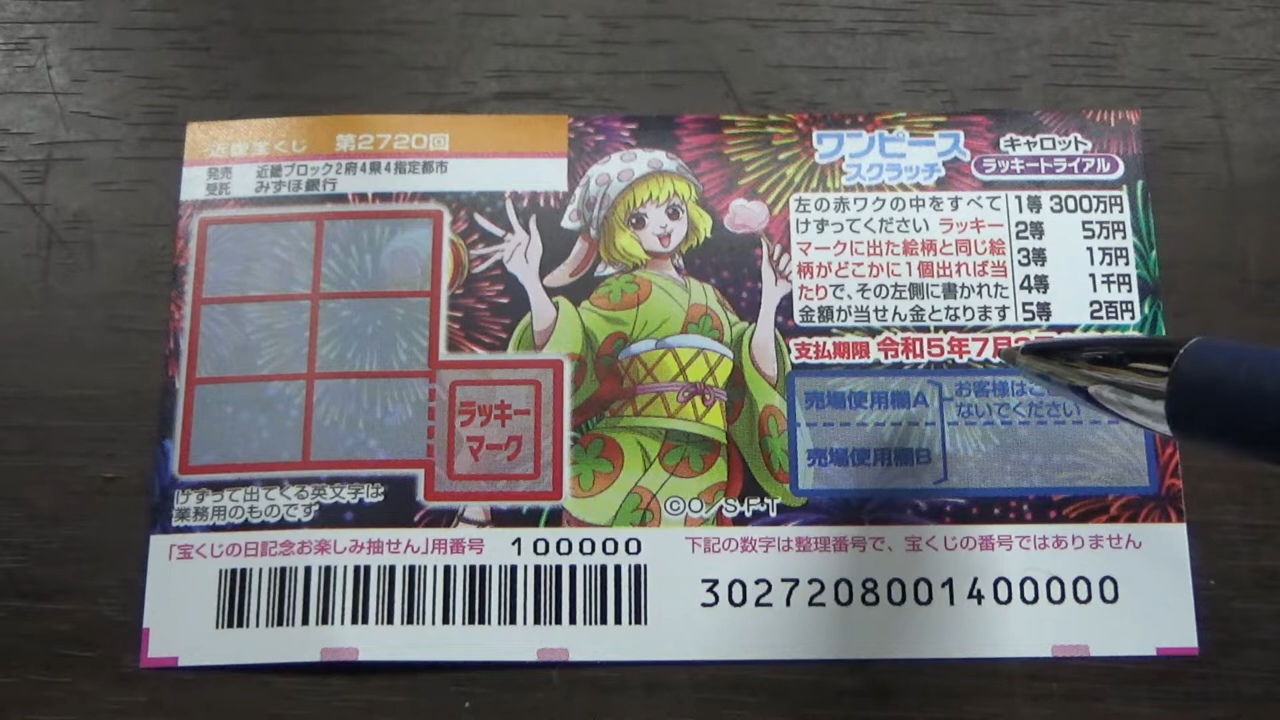 近畿宝くじ 第2720回
発売 近畿ブロック2府4県4指定都市
受託 みずほ銀行
ラッキー
マーク
けずって出てくる英文字は
業務用のものです
ワンピース
スクラッチ
キャロット
ラッキートライアル
左の赤ワクの中をすべて
けずってください ラッキー
マークに出た絵柄と同じ絵
柄がどこかに1個出れば当
たりで、その左側に書かれた
金額が当せん金となります
1等 300万円
2等 5万円
3等 1万円
4等 1千円
5等 2百円
支払期限 令和5年7月
売場使用欄A
売場使用欄B
お客様はこ
ないでください
©O/S・F・T
「宝くじの日記念お楽しみ抽せん」用番号 100000
下記の数字は整理番号で、宝くじの番号ではありません
3027208001400000